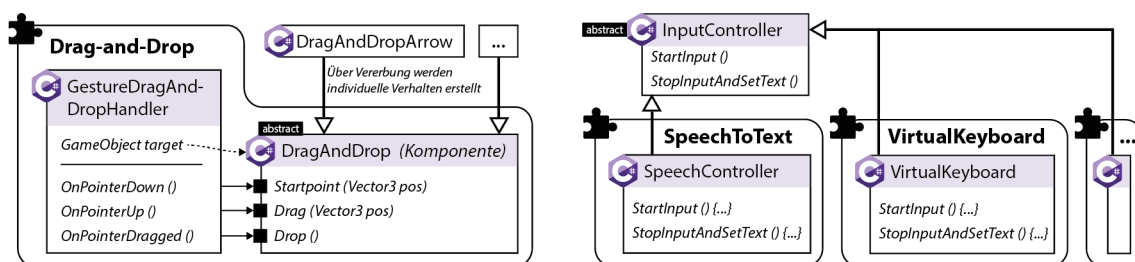 Drag-and-Drop
GestureDragAnd-
DropHandler
GameObject target
OnPointerDown ()
OnPointerUp ()
OnPointerDragged ()
DragAndDropArrow
...
Über Vererbung werden
individuelle Verhalten erstellt
abstract
DragAndDrop (Komponente)
Startpoint (Vector3 pos)
Drag (Vector3 pos)
Drop ()
abstract
InputController
StartInput ()
StopInputAndSetText ()
SpeechToText
SpeechController
StartInput () {...}
StopInputAndSetText () {...}
VirtualKeyboard
VirtualKeyboard
StartInput () {...}
StopInputAndSetText () {...}
...